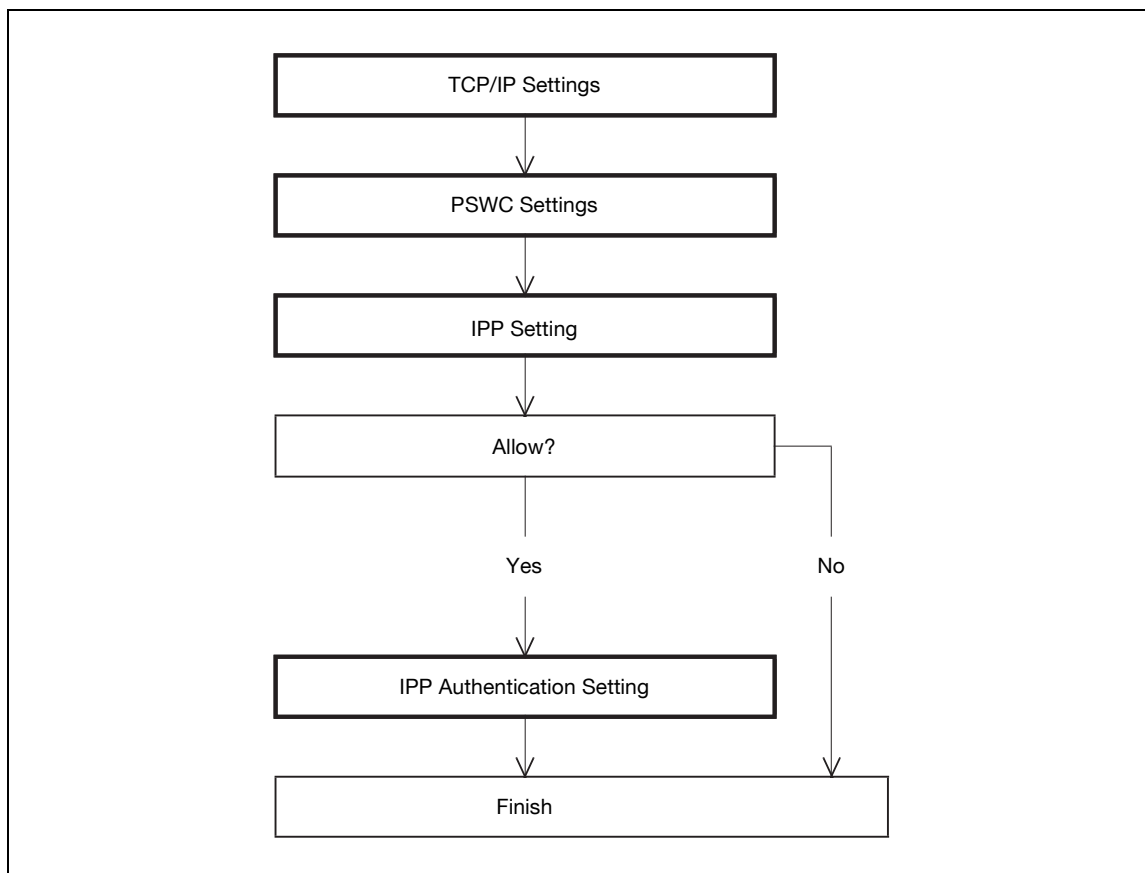 TCP/IP Settings
PSWC Settings
IPP Setting
Allow?
Yes
No
IPP Authentication Setting
Finish